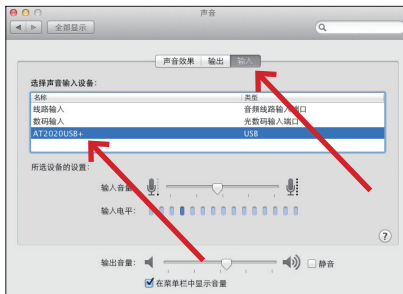 声音
全部显示
声音效果 输出 输入
选择声音输入设备:
名称 类型
线路输入 音频线路输入端口
数码输入 光数码输入端口
AT2020USB+ USB
所选设备的设置:
输入音量:
输入电平:
?
输出音量: 静音
在菜单栏中显示音量